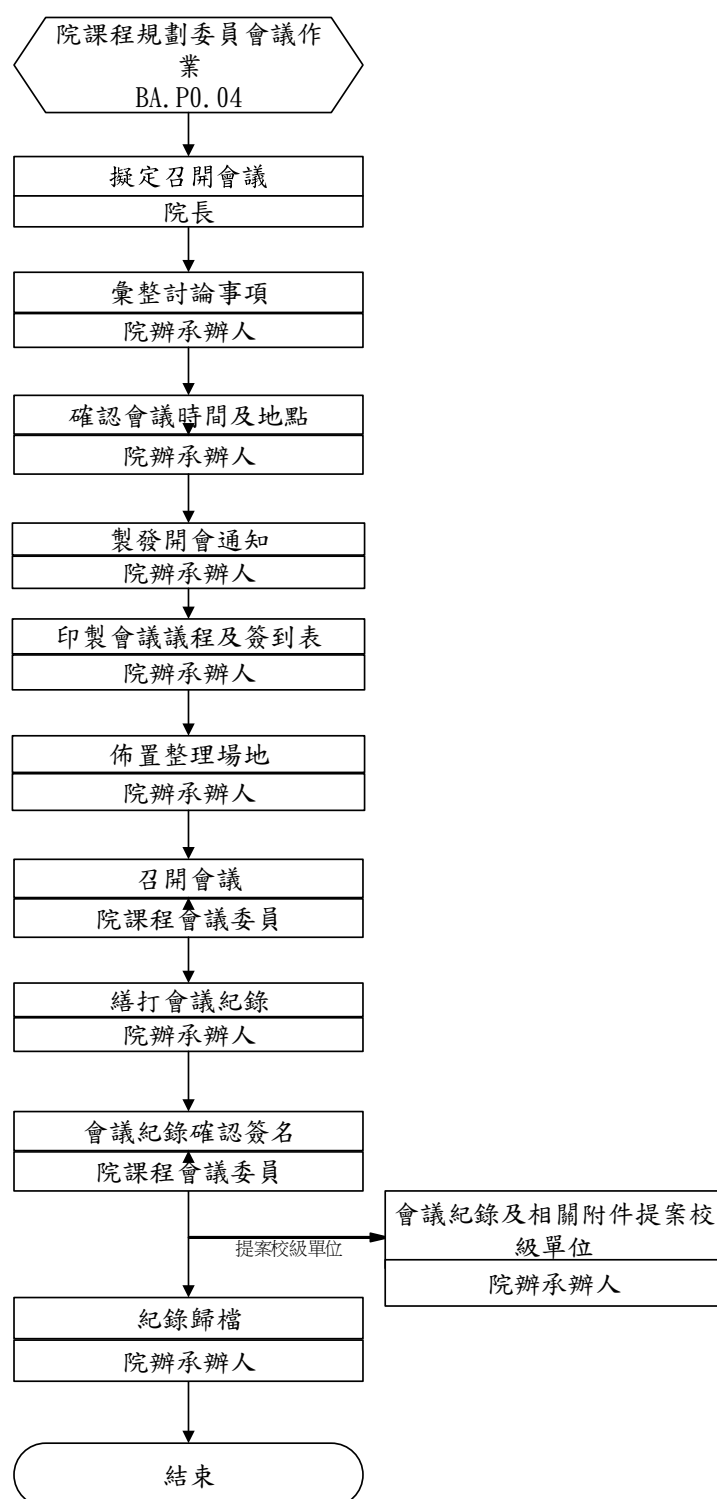 院課程規劃委員會議作
業
BA.P0.04
擬定召開會議
院長
彙整討論事項
院辦承辦人
確認會議時間及地點
院辦承辦人
製發開會通知
院辦承辦人
印製會議議程及簽到表
院辦承辦人
佈置整理場地
院辦承辦人
召開會議
院課程會議委員
繕打會議紀錄
院辦承辦人
會議紀錄確認簽名
院課程會議委員
提案校級單位
會議紀錄及相關附件提案校
級單位
院辦承辦人
紀錄歸檔
院辦承辦人
結束